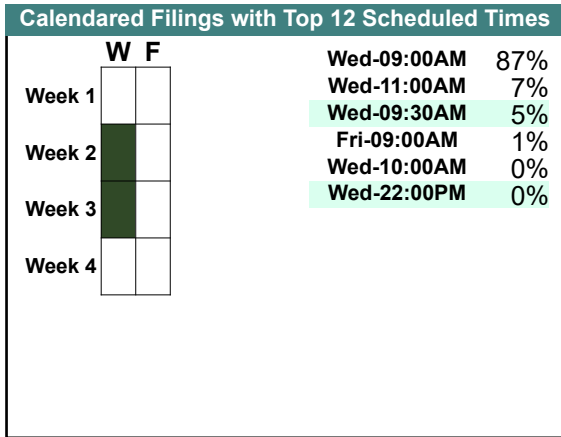 Calendared Filings with Top 12 Scheduled Times
W F
Week 1
Week 2
Week 3
Week 4
Wed-09:00AM 87%
Wed-11:00AM 7%
Wed-09:30AM 5%
Fri-09:00AM 1%
Wed-10:00AM 0%
Wed-22:00PM 0%